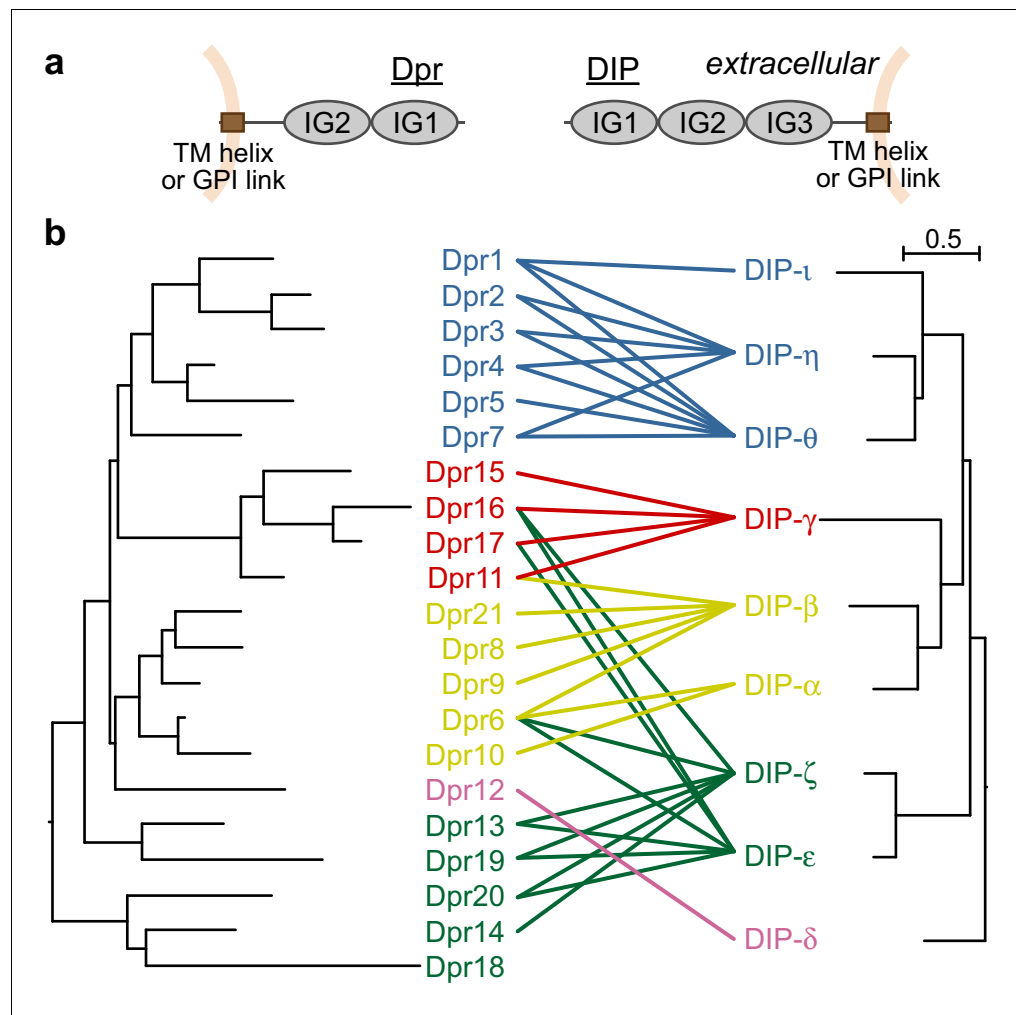 a
Dpr
DIP
extracellular
IG2
IG1
IG1
IG2
IG3
TM helix
or GPI link
TM helix
or GPI link
b
0.5
Dpr1
Dpr2
Dpr3
Dpr4
Dpr5
Dpr7
Dpr15
Dpr16
Dpr17
Dpr11
Dpr21
Dpr8
Dpr9
Dpr6
Dpr10
Dpr12
Dpr13
Dpr19
Dpr20
Dpr14
Dpr18
DIP-ι
DIP-η
DIP-θ
DIP-γ
DIP-β
DIP-α
DIP-ζ
DIP-ε
DIP-δ